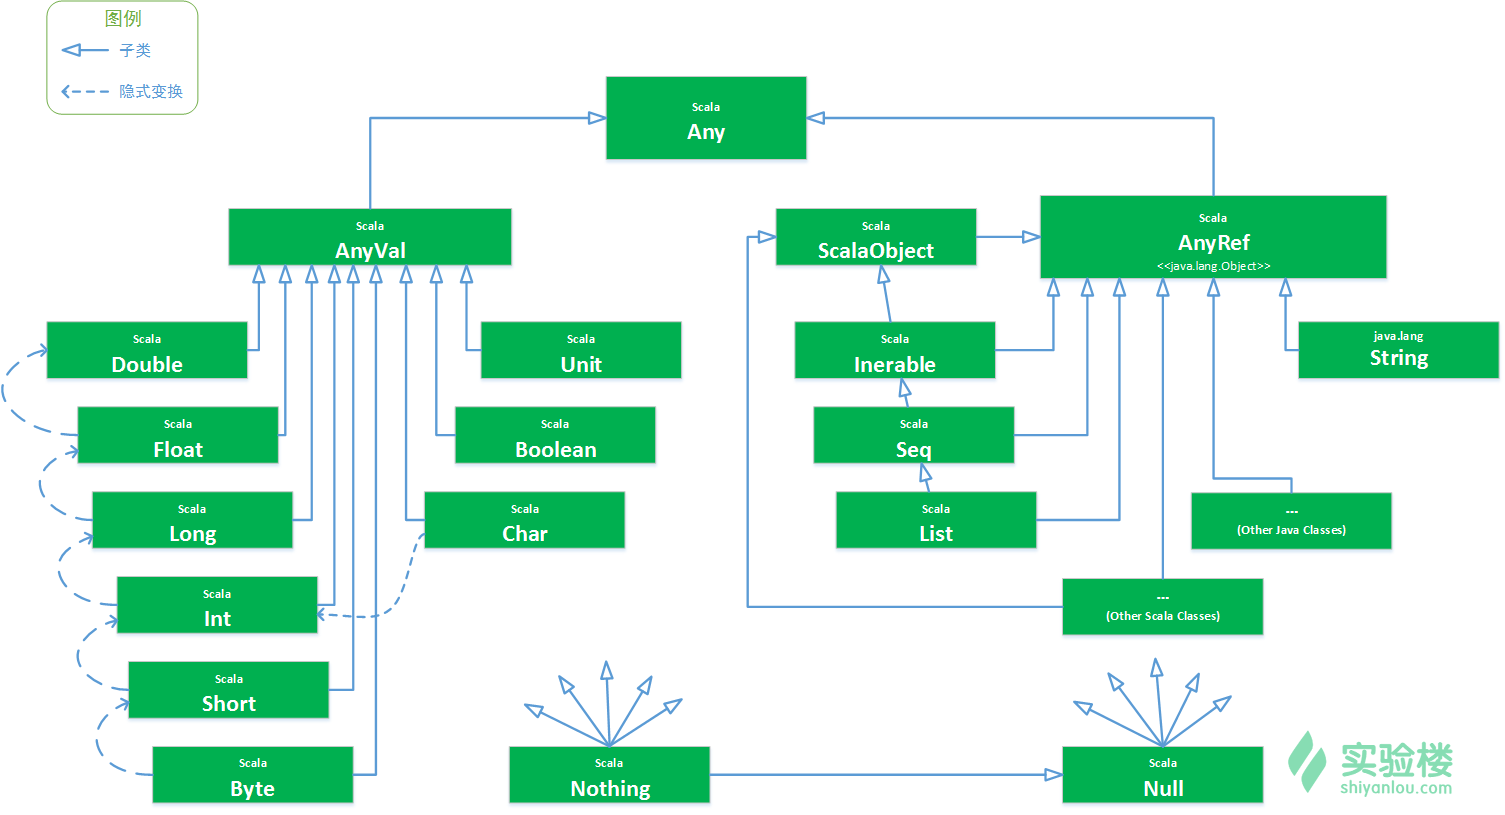 图例
子类
隐式变换
Scala
Any
Scala
AnyVal
Scala
ScalaObject
Scala
AnyRef
<<java.lang.Object>>
Scala
Double
Scala
Unit
Scala
Inerable
java.lang
String
Scala
Float
Scala
Boolean
Scala
Seq
Scala
Long
Scala
Char
Scala
List
---
(Other Java Classes)
Scala
Int
---
(Other Scala Classes)
Scala
Short
Scala
Byte
Scala
Nothing
Scala
Null
实验楼
shiyanlou.com